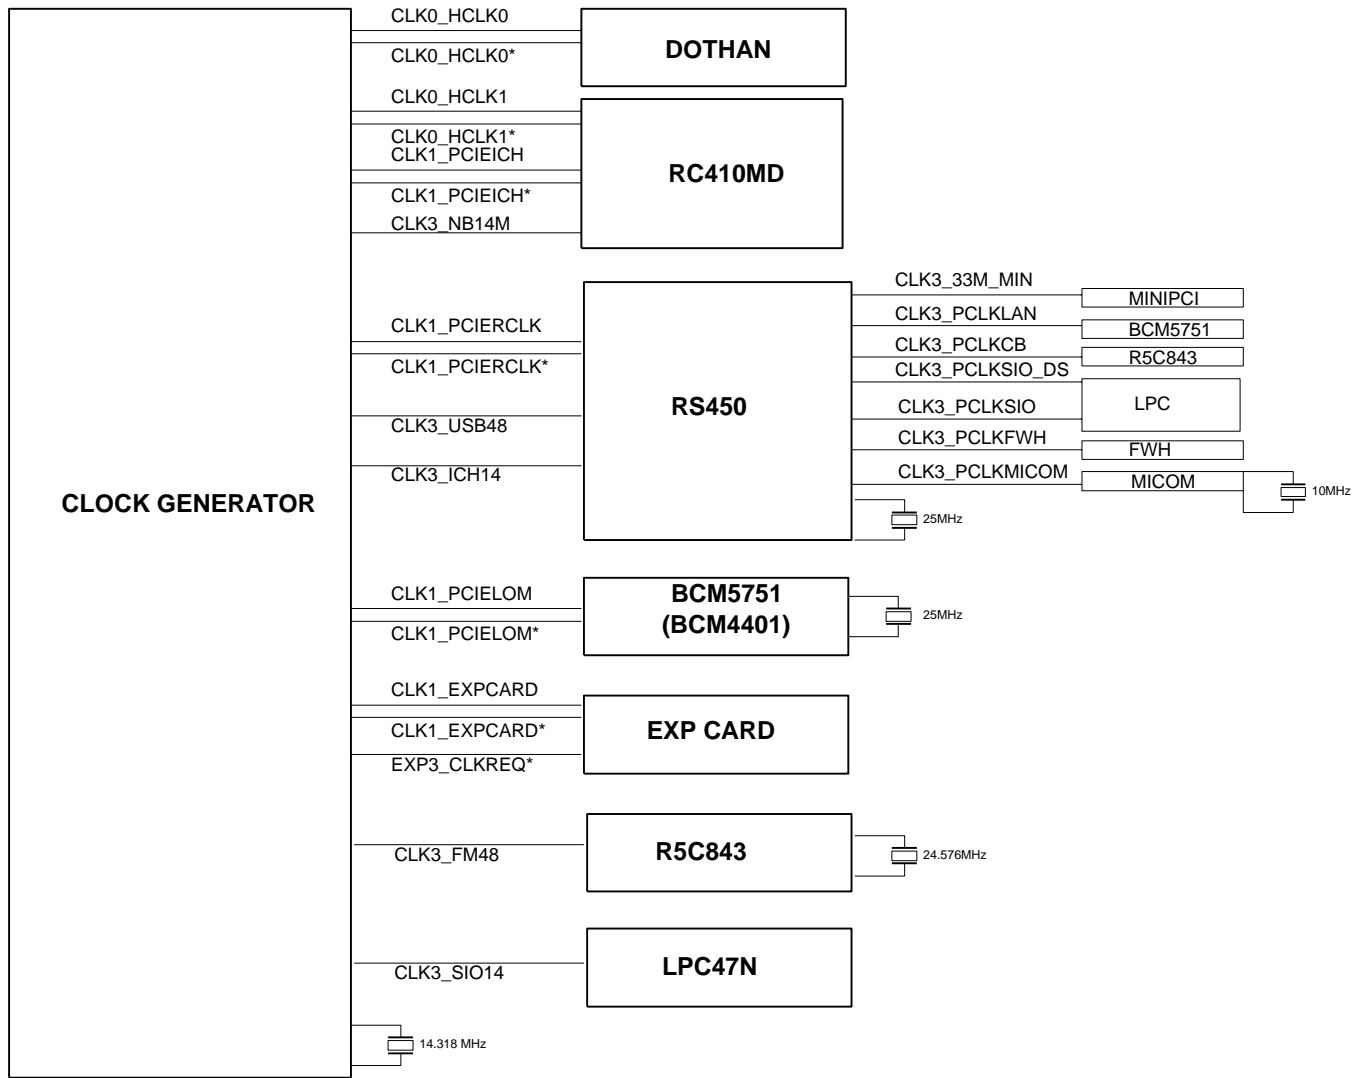 CLOCK GENERATOR
14.318 MHz
CLK0_HCLK0
CLK0_HCLK0*
DOTHAN
CLK0_HCLK1
CLK0_HCLK1*
CLK1_PCIEICH
CLK1_PCIEICH*
CLK3_NB14M
RC410MD
CLK1_PCIERCLK
CLK1_PCIERCLK*
CLK3_USB48
CLK3_ICH14
RS450
CLK3_33M_MIN
MINIPCI
CLK3_PCLKLAN
BCM5751
CLK3_PCLKCB
R5C843
CLK3_PCLKSIO_DS
LPC
CLK3_PCLKSIO
CLK3_PCLKFWH
FWH
CLK3_PCLKMICOM
MICOM
10MHz
25MHz
CLK1_PCIELOM
CLK1_PCIELOM*
BCM5751
(BCM4401)
25MHz
CLK1_EXPCARD
CLK1_EXPCARD*
EXP3_CLKREQ*
EXP CARD
CLK3_FM48
R5C843
24.576MHz
CLK3_SIO14
LPC47N